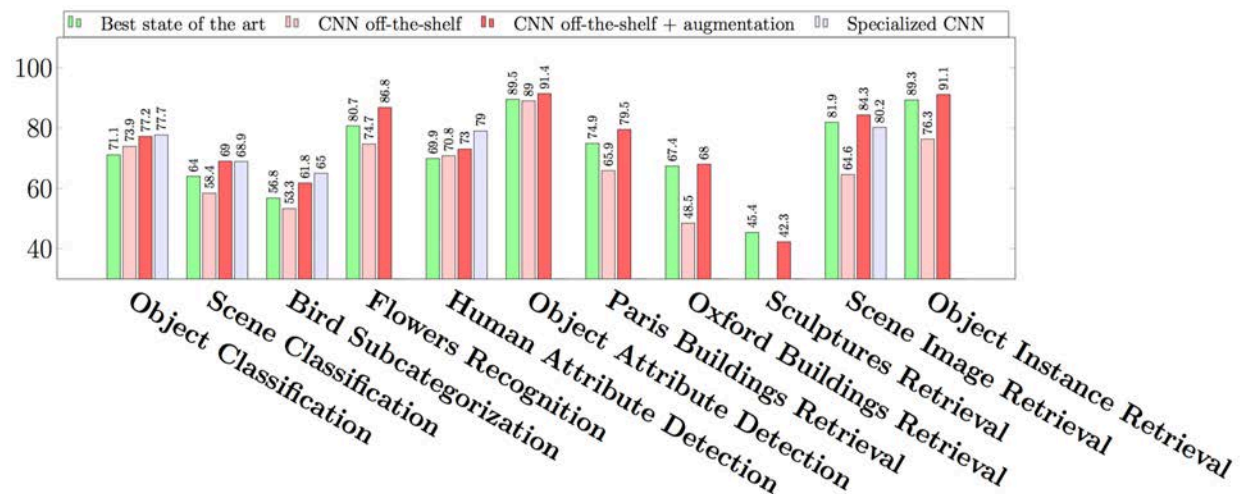 Best state of the art CNN off-the-shelf CNN off-the-shelf + augmentation Specialized CNN
100
80
60
40
71.1 73.9 77.2 77.7
64 58.4 69 68.9
56.8 53.3 61.8 65
80.7 74.7 86.8
69.9 70.8 73 79
89.5 89 91.4
74.9 65.9 79.5
67.4 48.5 68
45.4 42.3
81.9 64.6 84.3 80.2
89.3 76.3 91.1
Object Classification
Scene Classification
Bird Subcategorization
Flowers Recognition
Human Attribute Detection
Object Attribute Detection
Paris Buildings Retrieval
Oxford Buildings Retrieval
Sculptures Retrieval
Scene Image Retrieval
Object Instance Retrieval